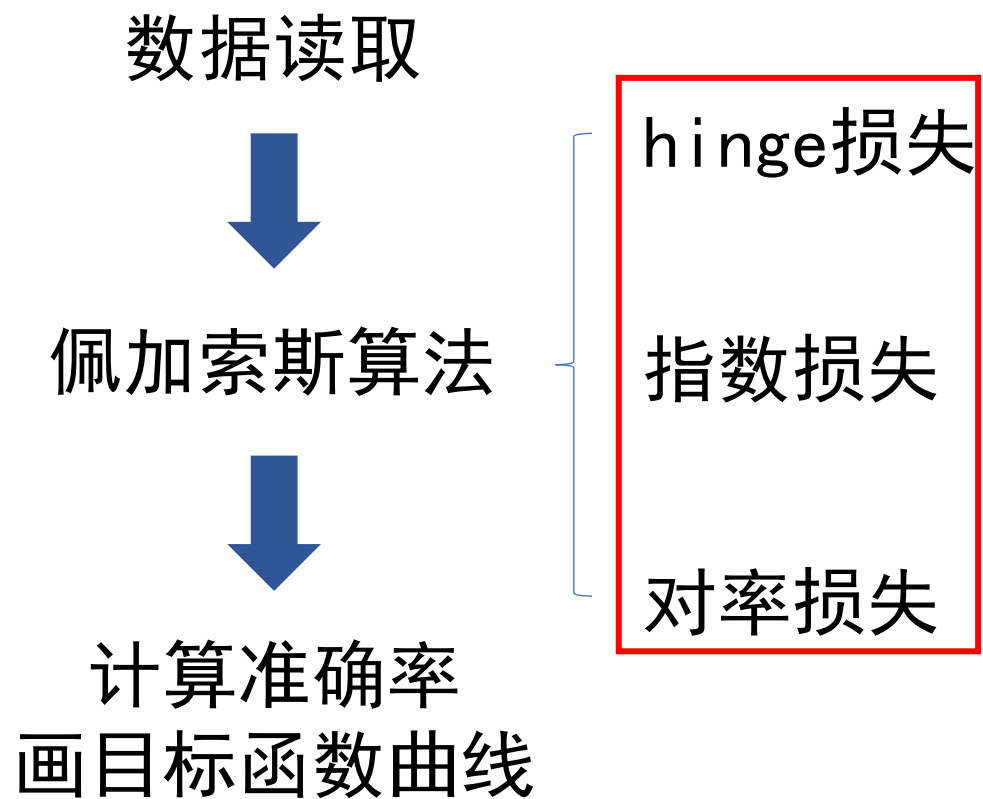 数据读取
佩加索斯算法
计算准确率
画目标函数曲线
hinge损失
指数损失
对率损失